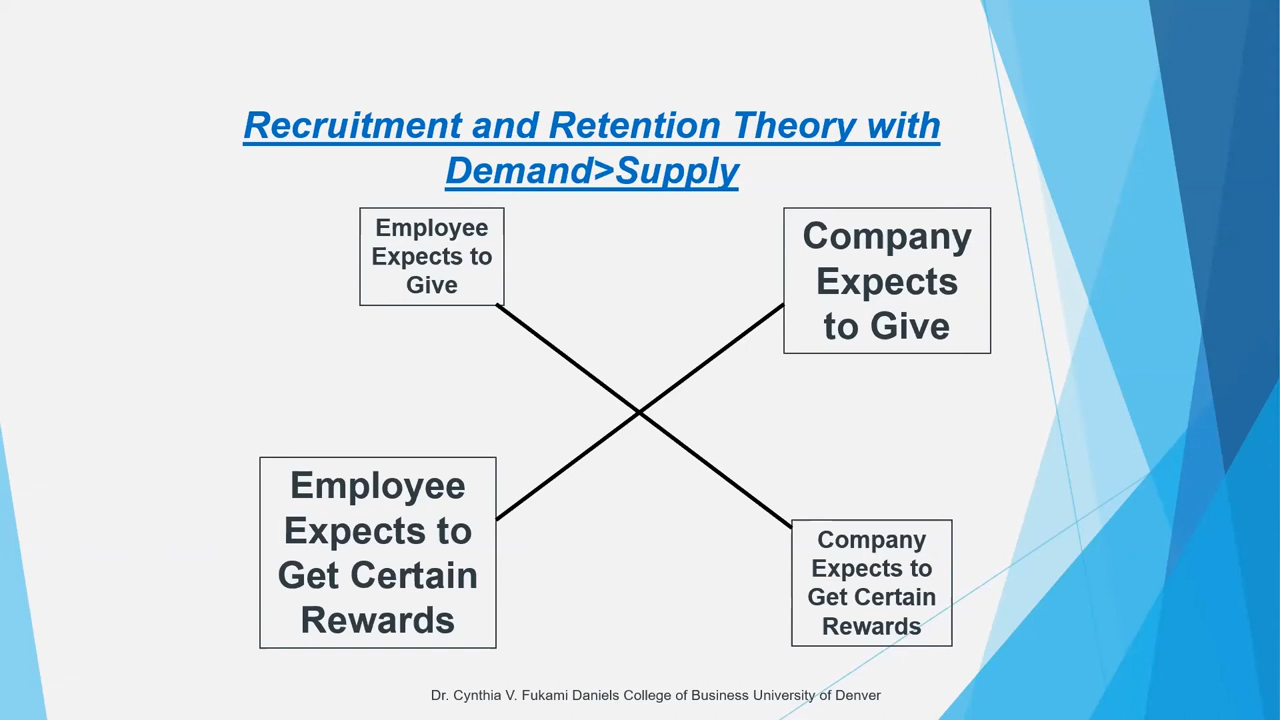 Recruitment and Retention Theory with
Demand>Supply
Employee
Expects to
Give
Company
Expects
to Give
Employee
Expects to
Get Certain
Rewards
Company
Expects to
Get Certain
Rewards
Dr. Cynthia V. Fukami Daniels College of Business University of Denver